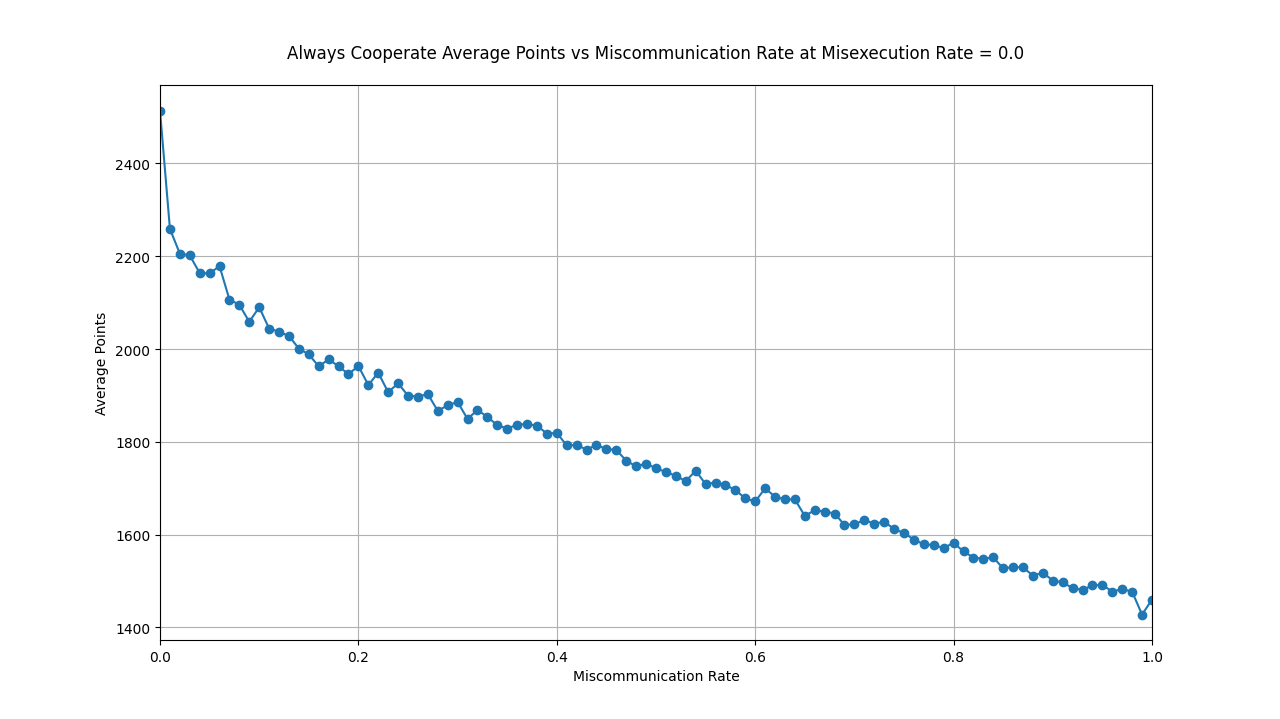 Always Cooperate Average Points vs Miscommunication Rate at Misexecution Rate = 0.0
2400
2200
2000
1800
1600
1400
Average Points
0.0 0.2 0.4 0.6 0.8 1.0
Miscommunication Rate